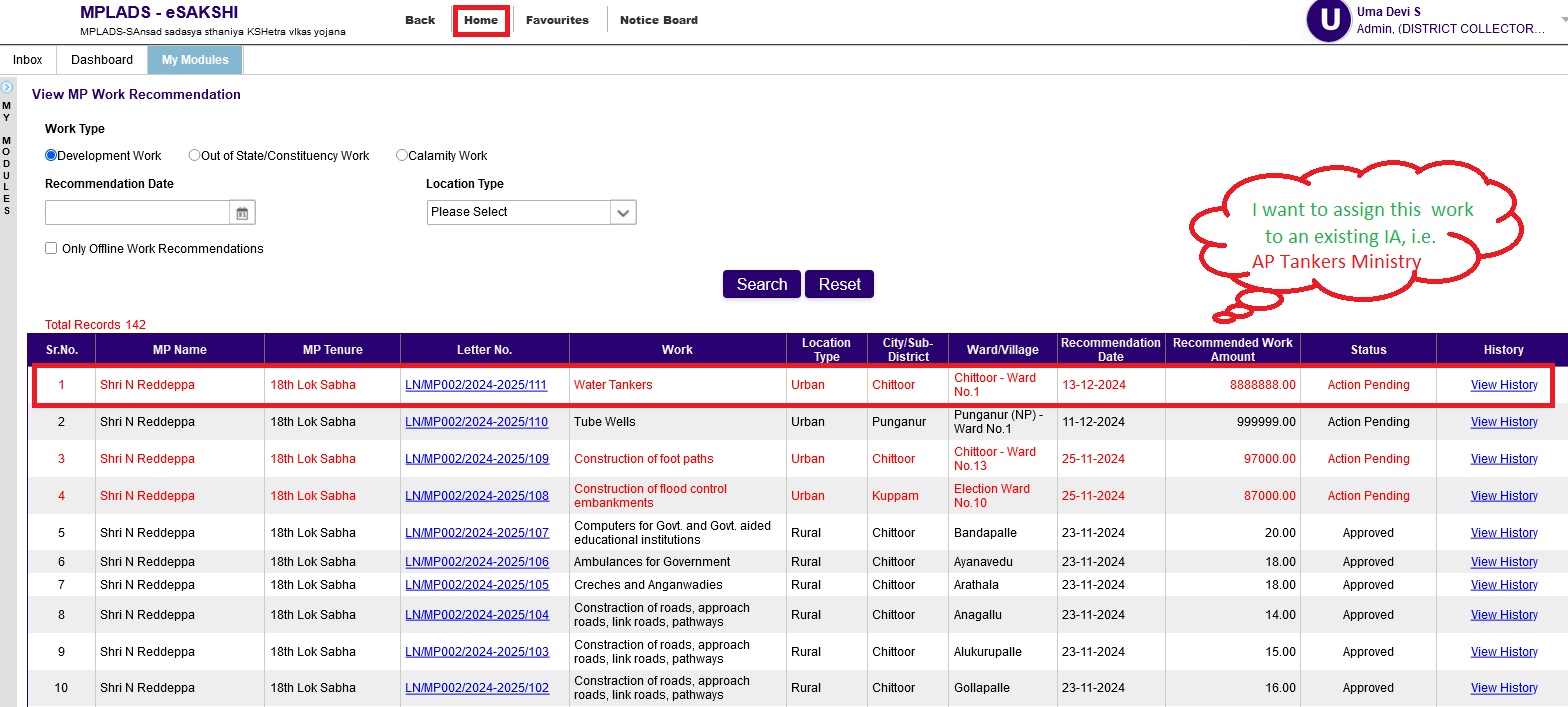 MPLADS - eSAKSHI
MPLADS-SAnsad sadasya sthaniya KSHetra vIkas yojana
Back
Home
Favourites
Notice Board
U
Uma Devi S
Admin, (DISTRICT COLLECTOR...
Inbox
Dashboard
My Modules
MY MODULES
View MP Work Recommendation
Work Type
Development Work
Out of State/Constituency Work
Calamity Work
Recommendation Date
Location Type
31
Please Select
Only Offline Work Recommendations
Search
Reset
I want to assign this work
to an existing IA, i.e.
AP Tankers Ministry
Total Records 142
Sr.No. MP Name MP Tenure Letter No. Work Location Type City/Sub-District Ward/Village Recommendation Date Recommended Work Amount Status History
1 Shri N Reddeppa 18th Lok Sabha LN/MP002/2024-2025/111 Water Tankers Urban Chittoor Chittoor - Ward No.1 13-12-2024 8888888.00 Action Pending View History
2 Shri N Reddeppa 18th Lok Sabha LN/MP002/2024-2025/110 Tube Wells Urban Punganur Punganur (NP) - Ward No.1 11-12-2024 999999.00 Action Pending View History
3 Shri N Reddeppa 18th Lok Sabha LN/MP002/2024-2025/109 Construction of foot paths Urban Chittoor Chittoor - Ward No.13 25-11-2024 97000.00 Action Pending View History
4 Shri N Reddeppa 18th Lok Sabha LN/MP002/2024-2025/108 Construction of flood control embankments Urban Kuppam Election Ward No.10 25-11-2024 87000.00 Action Pending View History
5 Shri N Reddeppa 18th Lok Sabha LN/MP002/2024-2025/107 Computers for Govt. and Govt. aided educational institutions Rural Chittoor Bandapalle 23-11-2024 20.00 Approved View History
6 Shri N Reddeppa 18th Lok Sabha LN/MP002/2024-2025/106 Ambulances for Government Rural Chittoor Ayanavedu 23-11-2024 18.00 Approved View History
7 Shri N Reddeppa 18th Lok Sabha LN/MP002/2024-2025/105 Creches and Anganwadies Rural Chittoor Arathala 23-11-2024 18.00 Approved View History
8 Shri N Reddeppa 18th Lok Sabha LN/MP002/2024-2025/104 Constraction of roads, approach roads, link roads, pathways Rural Chittoor Anagallu 23-11-2024 14.00 Approved View History
9 Shri N Reddeppa 18th Lok Sabha LN/MP002/2024-2025/103 Constraction of roads, approach roads, link roads, pathways Rural Chittoor Alukurupalle 23-11-2024 15.00 Approved View History
10 Shri N Reddeppa 18th Lok Sabha LN/MP002/2024-2025/102 Constraction of roads, approach roads, link roads, pathways Rural Chittoor Gollapalle 23-11-2024 16.00 Approved View History